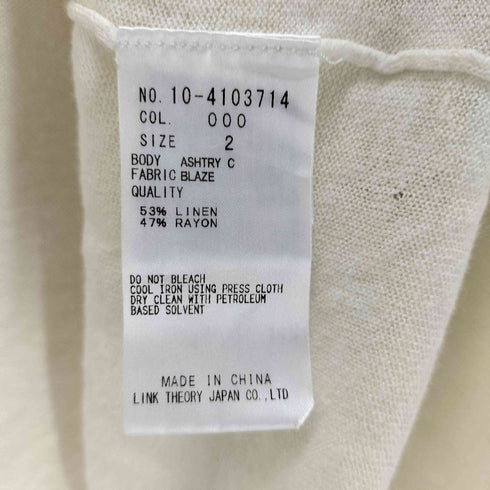 NO. 10-4103714
COL. 000
SIZE 2
BODY ASHTRY C
FABRIC BLAZE
QUALITY
53% LINEN
47% RAYON
DO NOT BLEACH
COOL IRON USING PRESS CLOTH
DRY CLEAN WITH PETROLEUM
BASED SOLVENT
MADE IN CHINA
LINK THEORY JAPAN CO.,LTD